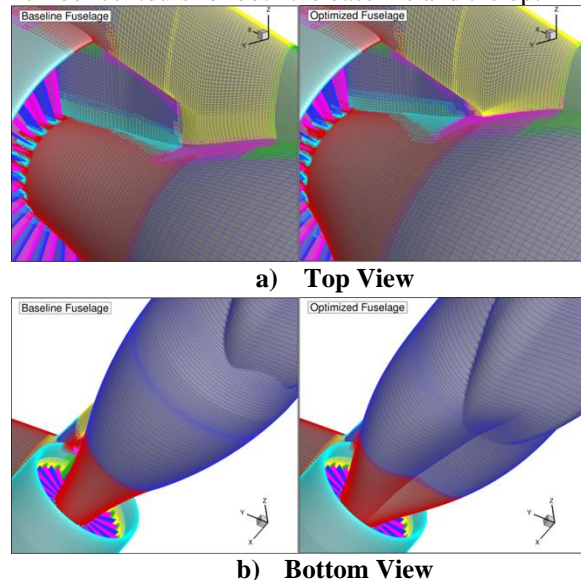 Baseline Fuselage
Optimized Fuselage
X
Y
Z
X
Y
Z
a) Top View
Baseline Fuselage
Optimized Fuselage
Y
Z
X
Y
Z
X
b) Bottom View